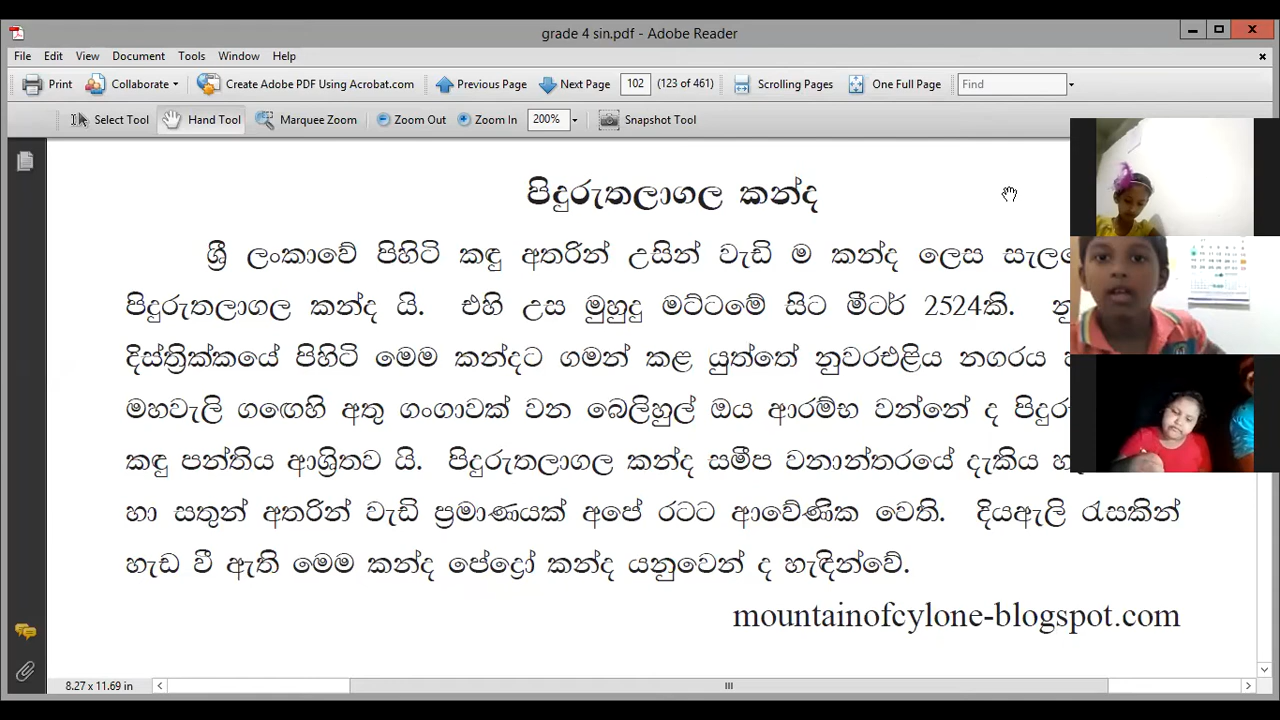 grade 4 sin.pdf - Adobe Reader
File Edit View Document Tools Window Help
Print Collaborate Create Adobe PDF Using Acrobat.com Previous Page Next Page 102 (123 of 461) Scrolling Pages One Full Page Find
Select Tool Hand Tool Marquee Zoom Zoom Out Zoom In 200% Snapshot Tool
පිදුරුතලාගල කන්ද
ශ්‍රී ලංකාවේ පිහිටි කඳු අතරින් උසින් වැඩි ම කන්ද ලෙස
පිදුරුතලාගල කන්ද යි. එහි උස මුහුදු මට්ටමේ සිට මීටර් 2524කි.
දිස්ත්‍රික්කයේ පිහිටි මෙම කන්දට ගමන් කළ යුත්තේ නුවරඑළිය නගරය
මහවැලි ගඟෙහි අතු ගංගාවක් වන බෙලිහුල් ඔය ආරම්භ වන්නේ ද
කඳු පන්තිය ආශ්‍රිතව යි. පිදුරුතලාගල කන්ද සමීප වනාන්තරයේ දැකිය
හා සතුන් අතරින් වැඩි ප්‍රමාණයක් අපේ රටට ආවේණික වෙති. දියඇලි රැසකින්
හැඩ වී ඇති මෙම කන්ද පේද්‍රෝ කන්ද යනුවෙන් ද හැඳින්වේ.
mountainofcylone-blogspot.com
8.27 x 11.69 in